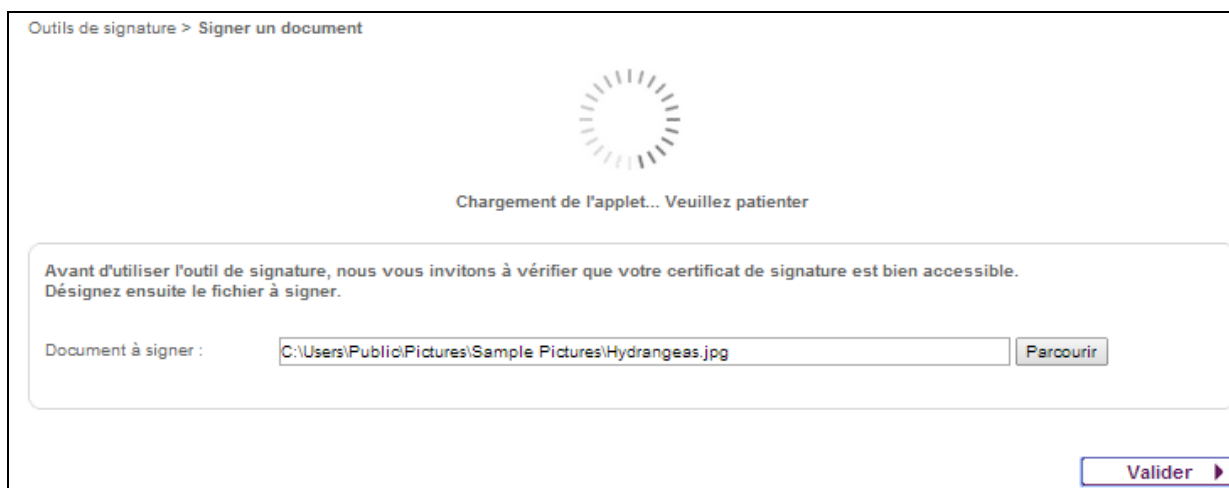 Outils de signature > Signer un document
Chargement de l'applet... Veuillez patienter
Avant d'utiliser l'outil de signature, nous vous invitons à vérifier que votre certificat de signature est bien accessible.
Désignez ensuite le fichier à signer.
Document à signer : C:\Users\Public\Pictures\Sample Pictures\Hydrangeas.jpg Parcourir
Valider